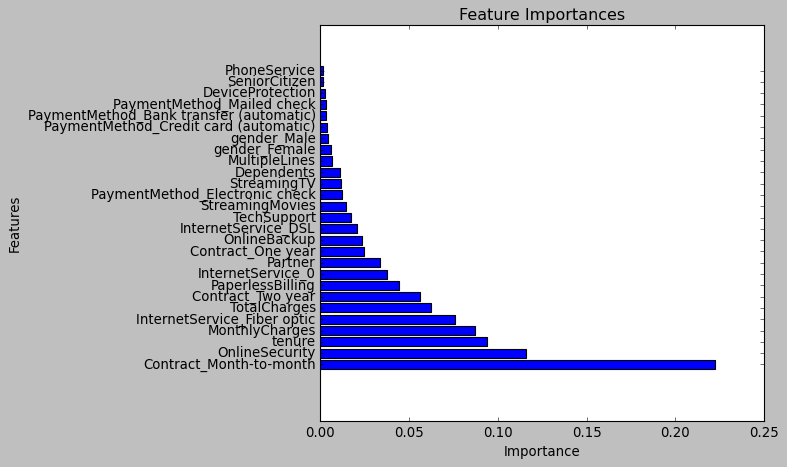 Feature Importances
PhoneService
SeniorCitizen
DeviceProtection
PaymentMethod_Mailed check
PaymentMethod_Bank transfer (automatic)
PaymentMethod_Credit card (automatic)
gender_Male
gender_Female
MultipleLines
Dependents
StreamingTV
PaymentMethod_Electronic check
StreamingMovies
TechSupport
InternetService_DSL
OnlineBackup
Contract_One year
Partner
InternetService_0
PaperlessBilling
Contract_Two year
TotalCharges
InternetService_Fiber optic
MonthlyCharges
tenure
OnlineSecurity
Contract_Month-to-month
Features
0.00 0.05 0.10 0.15 0.20 0.25
Importance